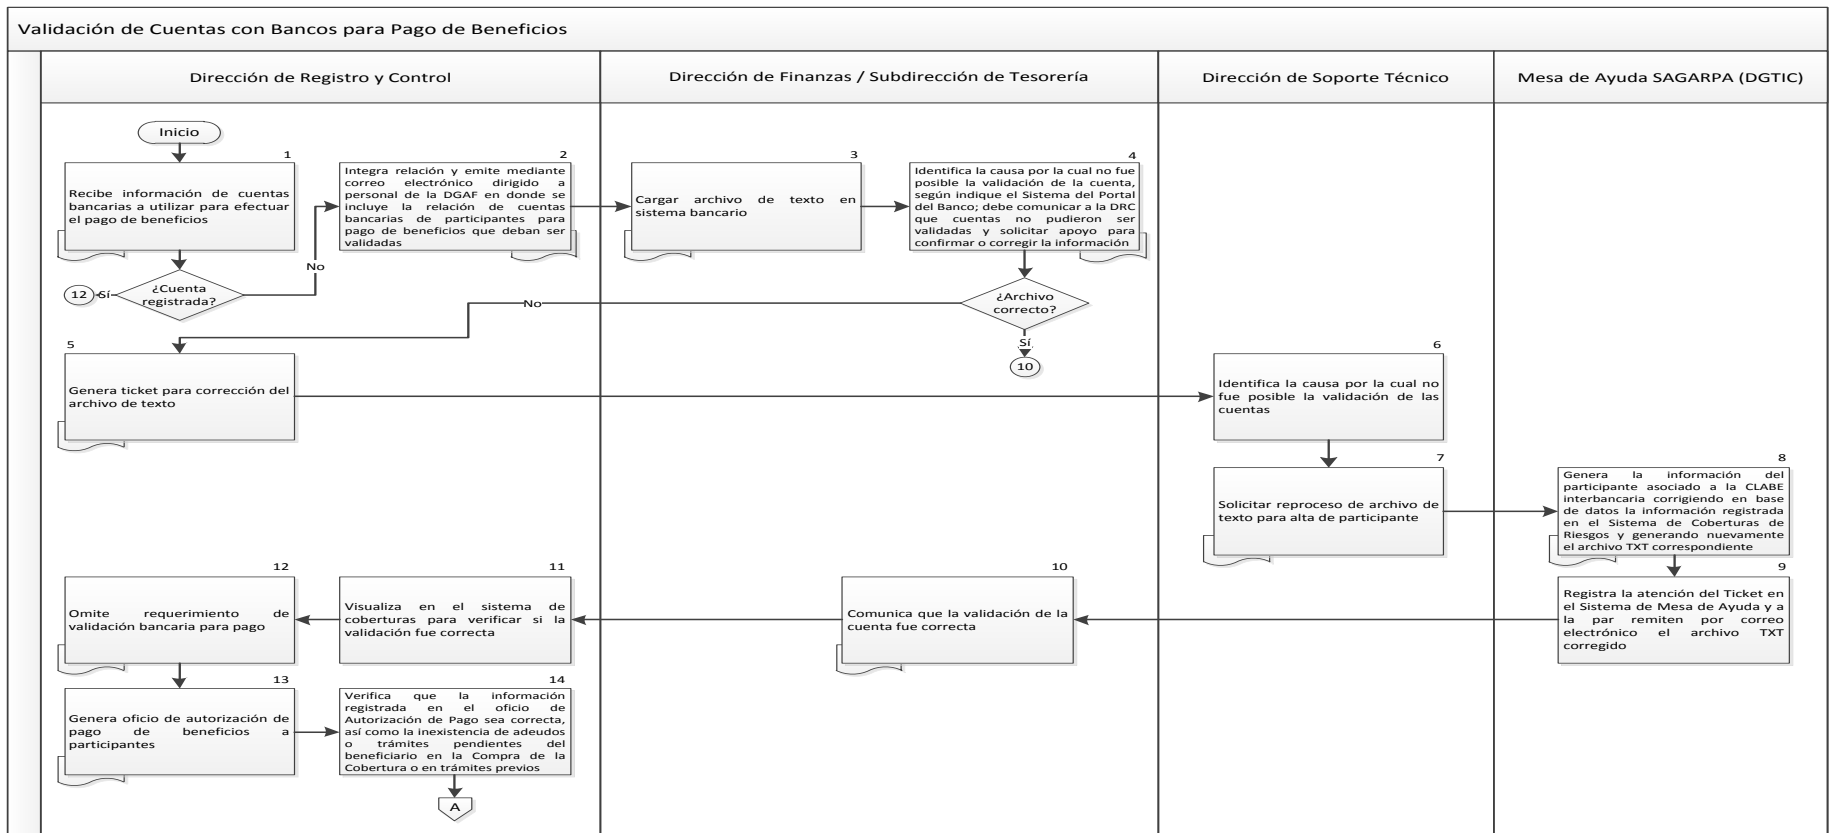 Validación de Cuentas con Bancos para Pago de Beneficios
Dirección de Registro y Control
Dirección de Finanzas / Subdirección de Tesorería
Dirección de Soporte Técnico
Mesa de Ayuda SAGARPA (DGTIC)
Inicio
1
Recibe información de cuentas
bancarias a utilizar para efectuar
el pago de beneficios
2
Integra relación y emite mediante
correo electrónico dirigido a
personal de la DGAF en donde se
incluye la relación de cuentas
bancarias de participantes para
pago de beneficios que deban ser
validadas
3
Cargar archivo de texto en
sistema bancario
4
Identifica la causa por la cual no fue
posible la validación de la cuenta,
según indique el Sistema del Portal
del Banco; debe comunicar a la DRC
que cuentas no pudieron ser
validadas y solicitar apoyo para
confirmar o corregir la información
No
12
Sí
¿Cuenta
registrada?
No
¿Archivo
correcto?
Sí
10
5
Genera ticket para corrección del
archivo de texto
6
Identifica la causa por la cual no
fue posible la validación de las
cuentas
7
Solicitar reproceso de archivo de
texto para alta de participante
8
Genera la información del
participante asociado a la CLABE
interbancaria corrigiendo en base
de datos la información registrada
en el Sistema de Coberturas de
Riesgos y generando nuevamente
el archivo TXT correspondiente
12
Omite requerimiento de
validación bancaria para pago
11
Visualiza en el sistema de
coberturas para verificar si la
validación fue correcta
10
Comunica que la validación de la
cuenta fue correcta
9
Registra la atención del Ticket en
el Sistema de Mesa de Ayuda y a
la par remiten por correo
electrónico el archivo TXT
corregido
13
Genera oficio de autorización de
pago de beneficios a
participantes
14
Verifica que la información
registrada en el oficio de
Autorización de Pago sea correcta,
así como la inexistencia de adeudos
o trámites pendientes del
beneficiario en la Compra de la
Cobertura o en trámites previos
A